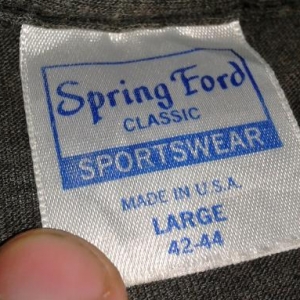 Spring Ford
CLASSIC
SPORTSWEAR
MADE IN U.S.A.
LARGE
42-44